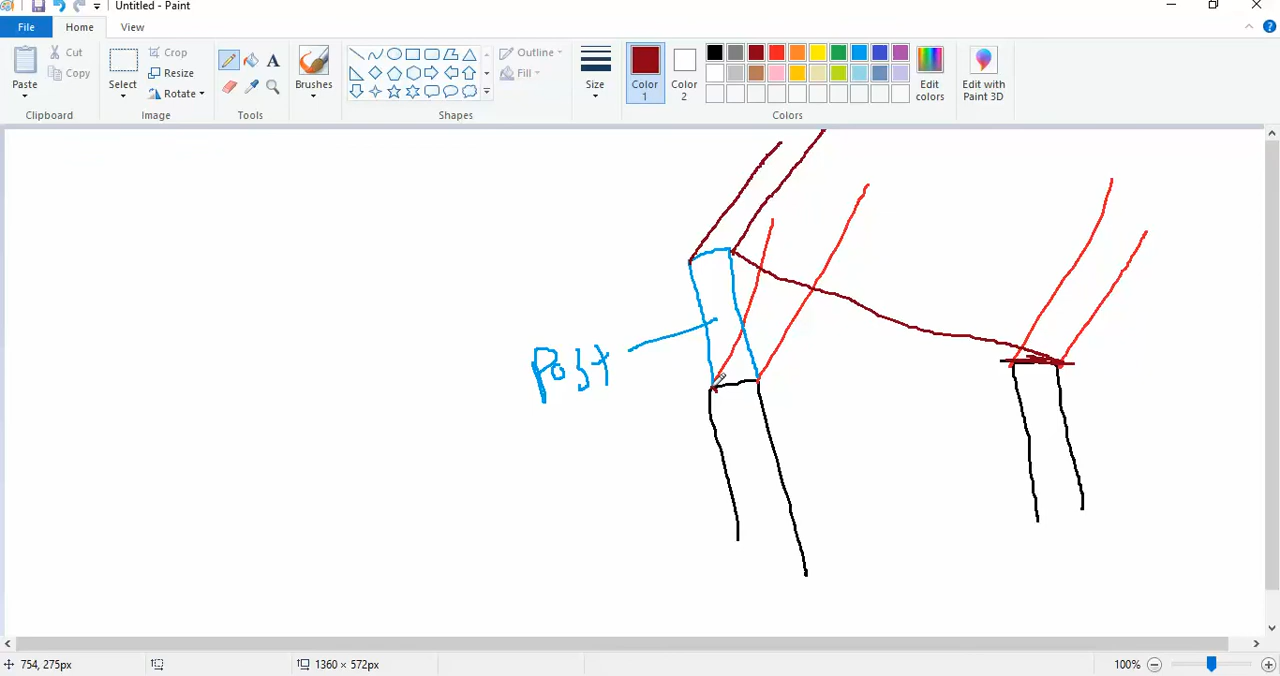 Untitled - Paint
File Home View
Paste
Cut
Copy
Clipboard
Select
Crop
Resize
Rotate
Image
Tools
Brushes
Shapes
Outline
Fill
Size
Color 1
Color 2
Colors
Edit colors
Edit with Paint 3D
Post
754, 275px
1360 × 572px
100%